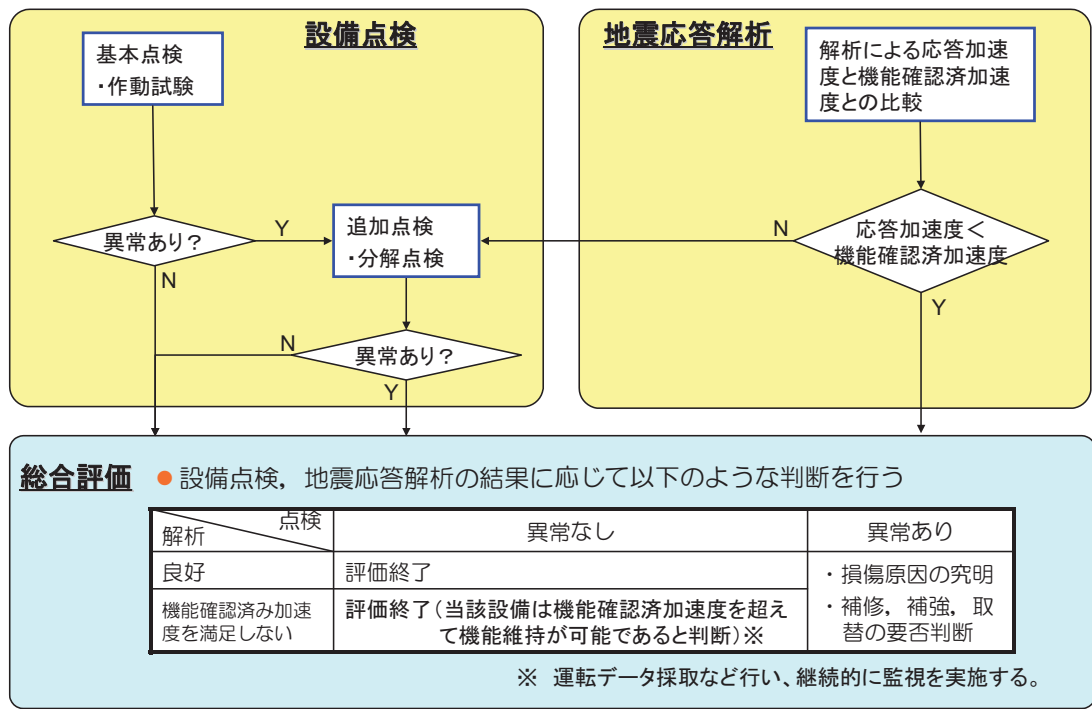 設備点検
基本点検
・作動試験
異常あり？
Y
N
追加点検
・分解点検
異常あり？
N
Y
地震応答解析
解析による応答加速
度と機能確認済加速
度との比較
応答加速度＜
機能確認済加速度
N
Y
総合評価
●設備点検，地震応答解析の結果に応じて以下のような判断を行う
点検
解析
異常なし
異常あり
良好
評価終了
機能確認済み加速
度を満足しない
評価終了（当該設備は機能確認済加速度を超え
て機能維持が可能であると判断）※
・損傷原因の究明
・補修，補強，取
替の要否判断
※ 運転データ採取など行い、継続的に監視を実施する。